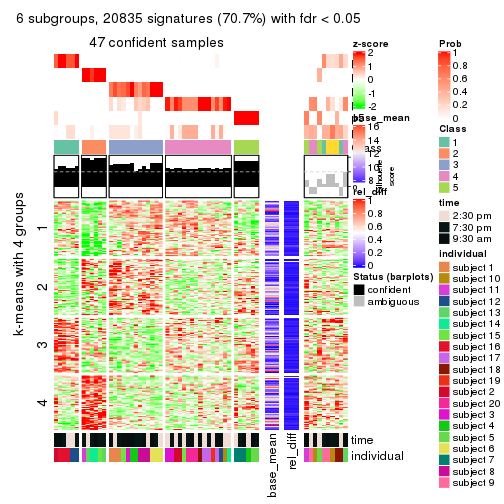 6 subgroups, 20835 signatures (70.7%) with fdr < 0.05
47 confident samples
k-means with 4 groups
1
2
3
4
time
individual
base_mean
rel_diff
z-score
2
1
0
-1
-2
base_mean
16
14
12
10
8
Silhouette
score
rel_diff
1
0.8
0.6
0.4
0.2
0
Status (barplots)
confident
ambiguous
Prob
1
0.8
0.6
0.4
0.2
0
Class
1
2
3
4
5
time
2:30 pm
7:30 pm
9:30 am
Individual
subject 1
subject 10
subject 11
subject 12
subject 13
subject 14
subject 15
subject 16
subject 17
subject 18
subject 19
subject 2
subject 20
subject 3
subject 4
subject 5
subject 6
subject 7
subject 8
subject 9